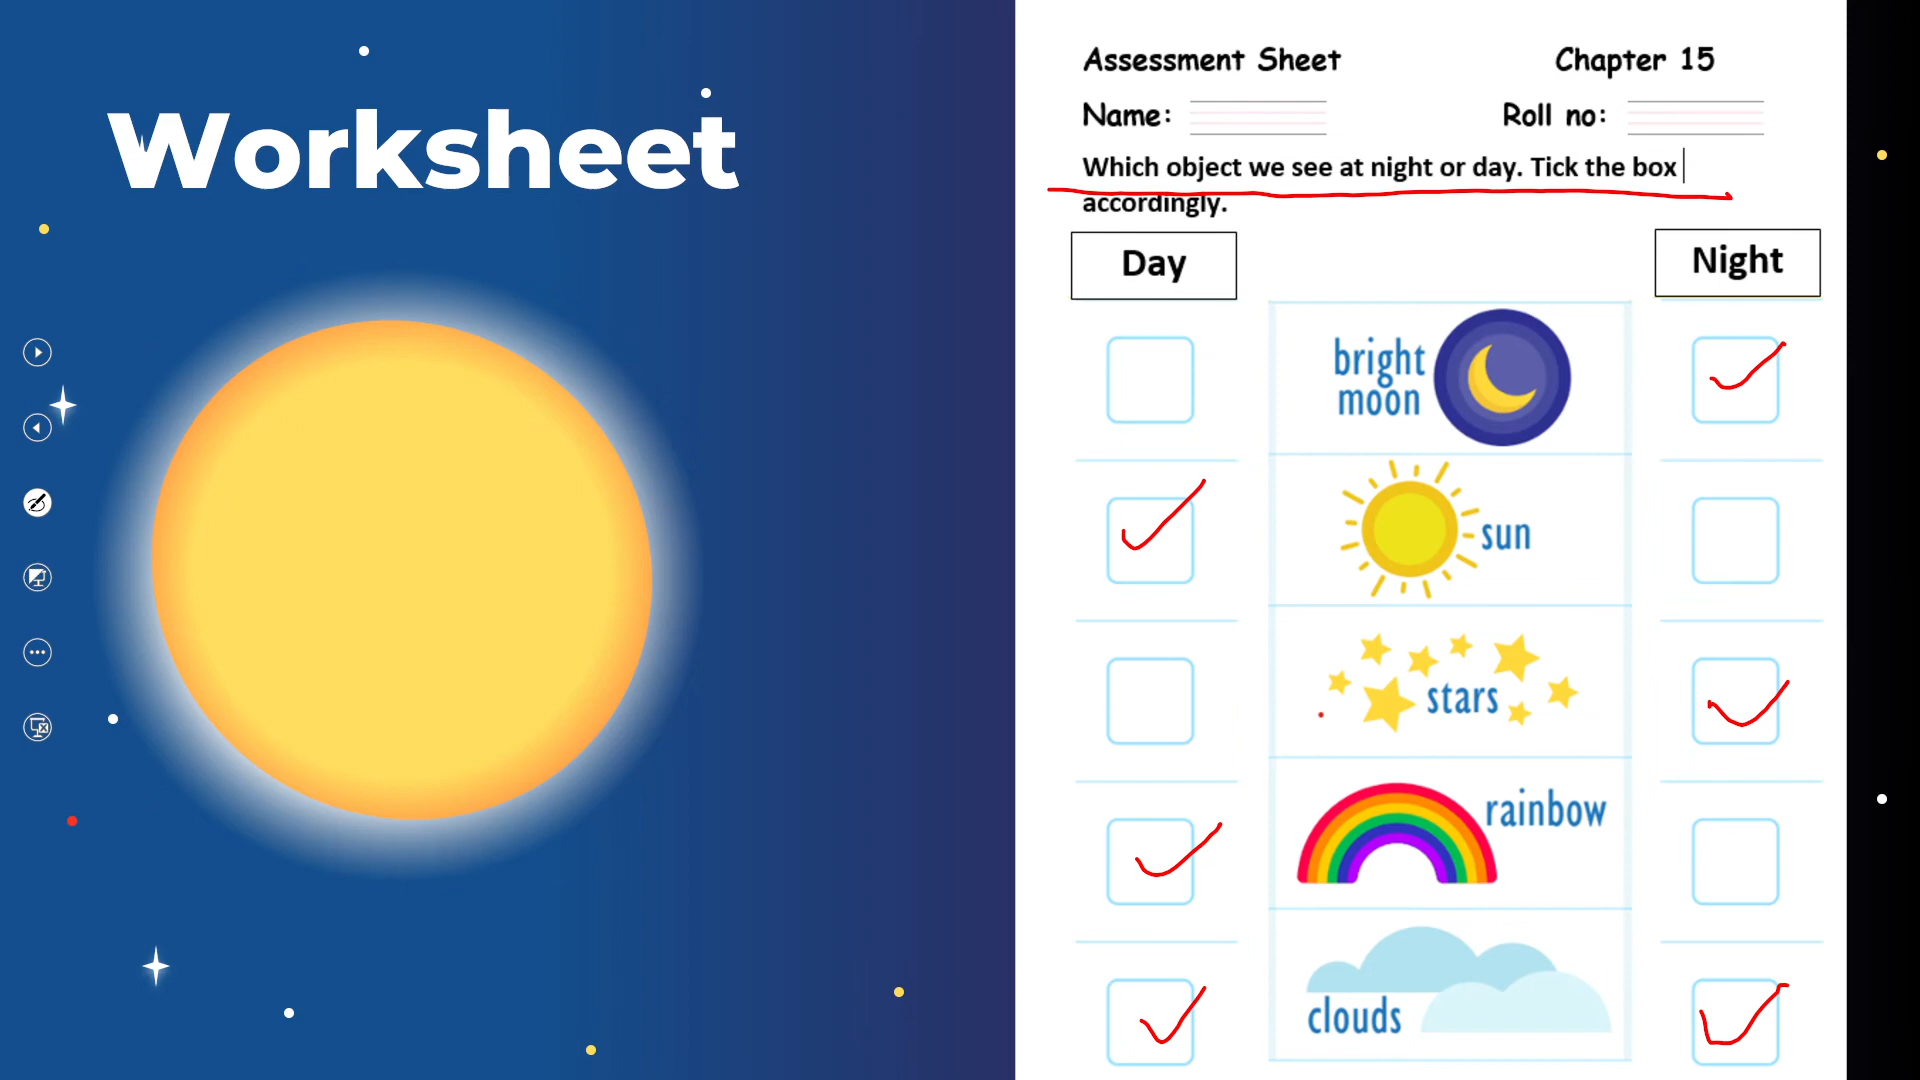 Worksheet
Assessment Sheet Chapter 15
Name: Roll no:
Which object we see at night or day. Tick the box
accordingly.
Day Night
bright
moon
sun
stars
rainbow
clouds